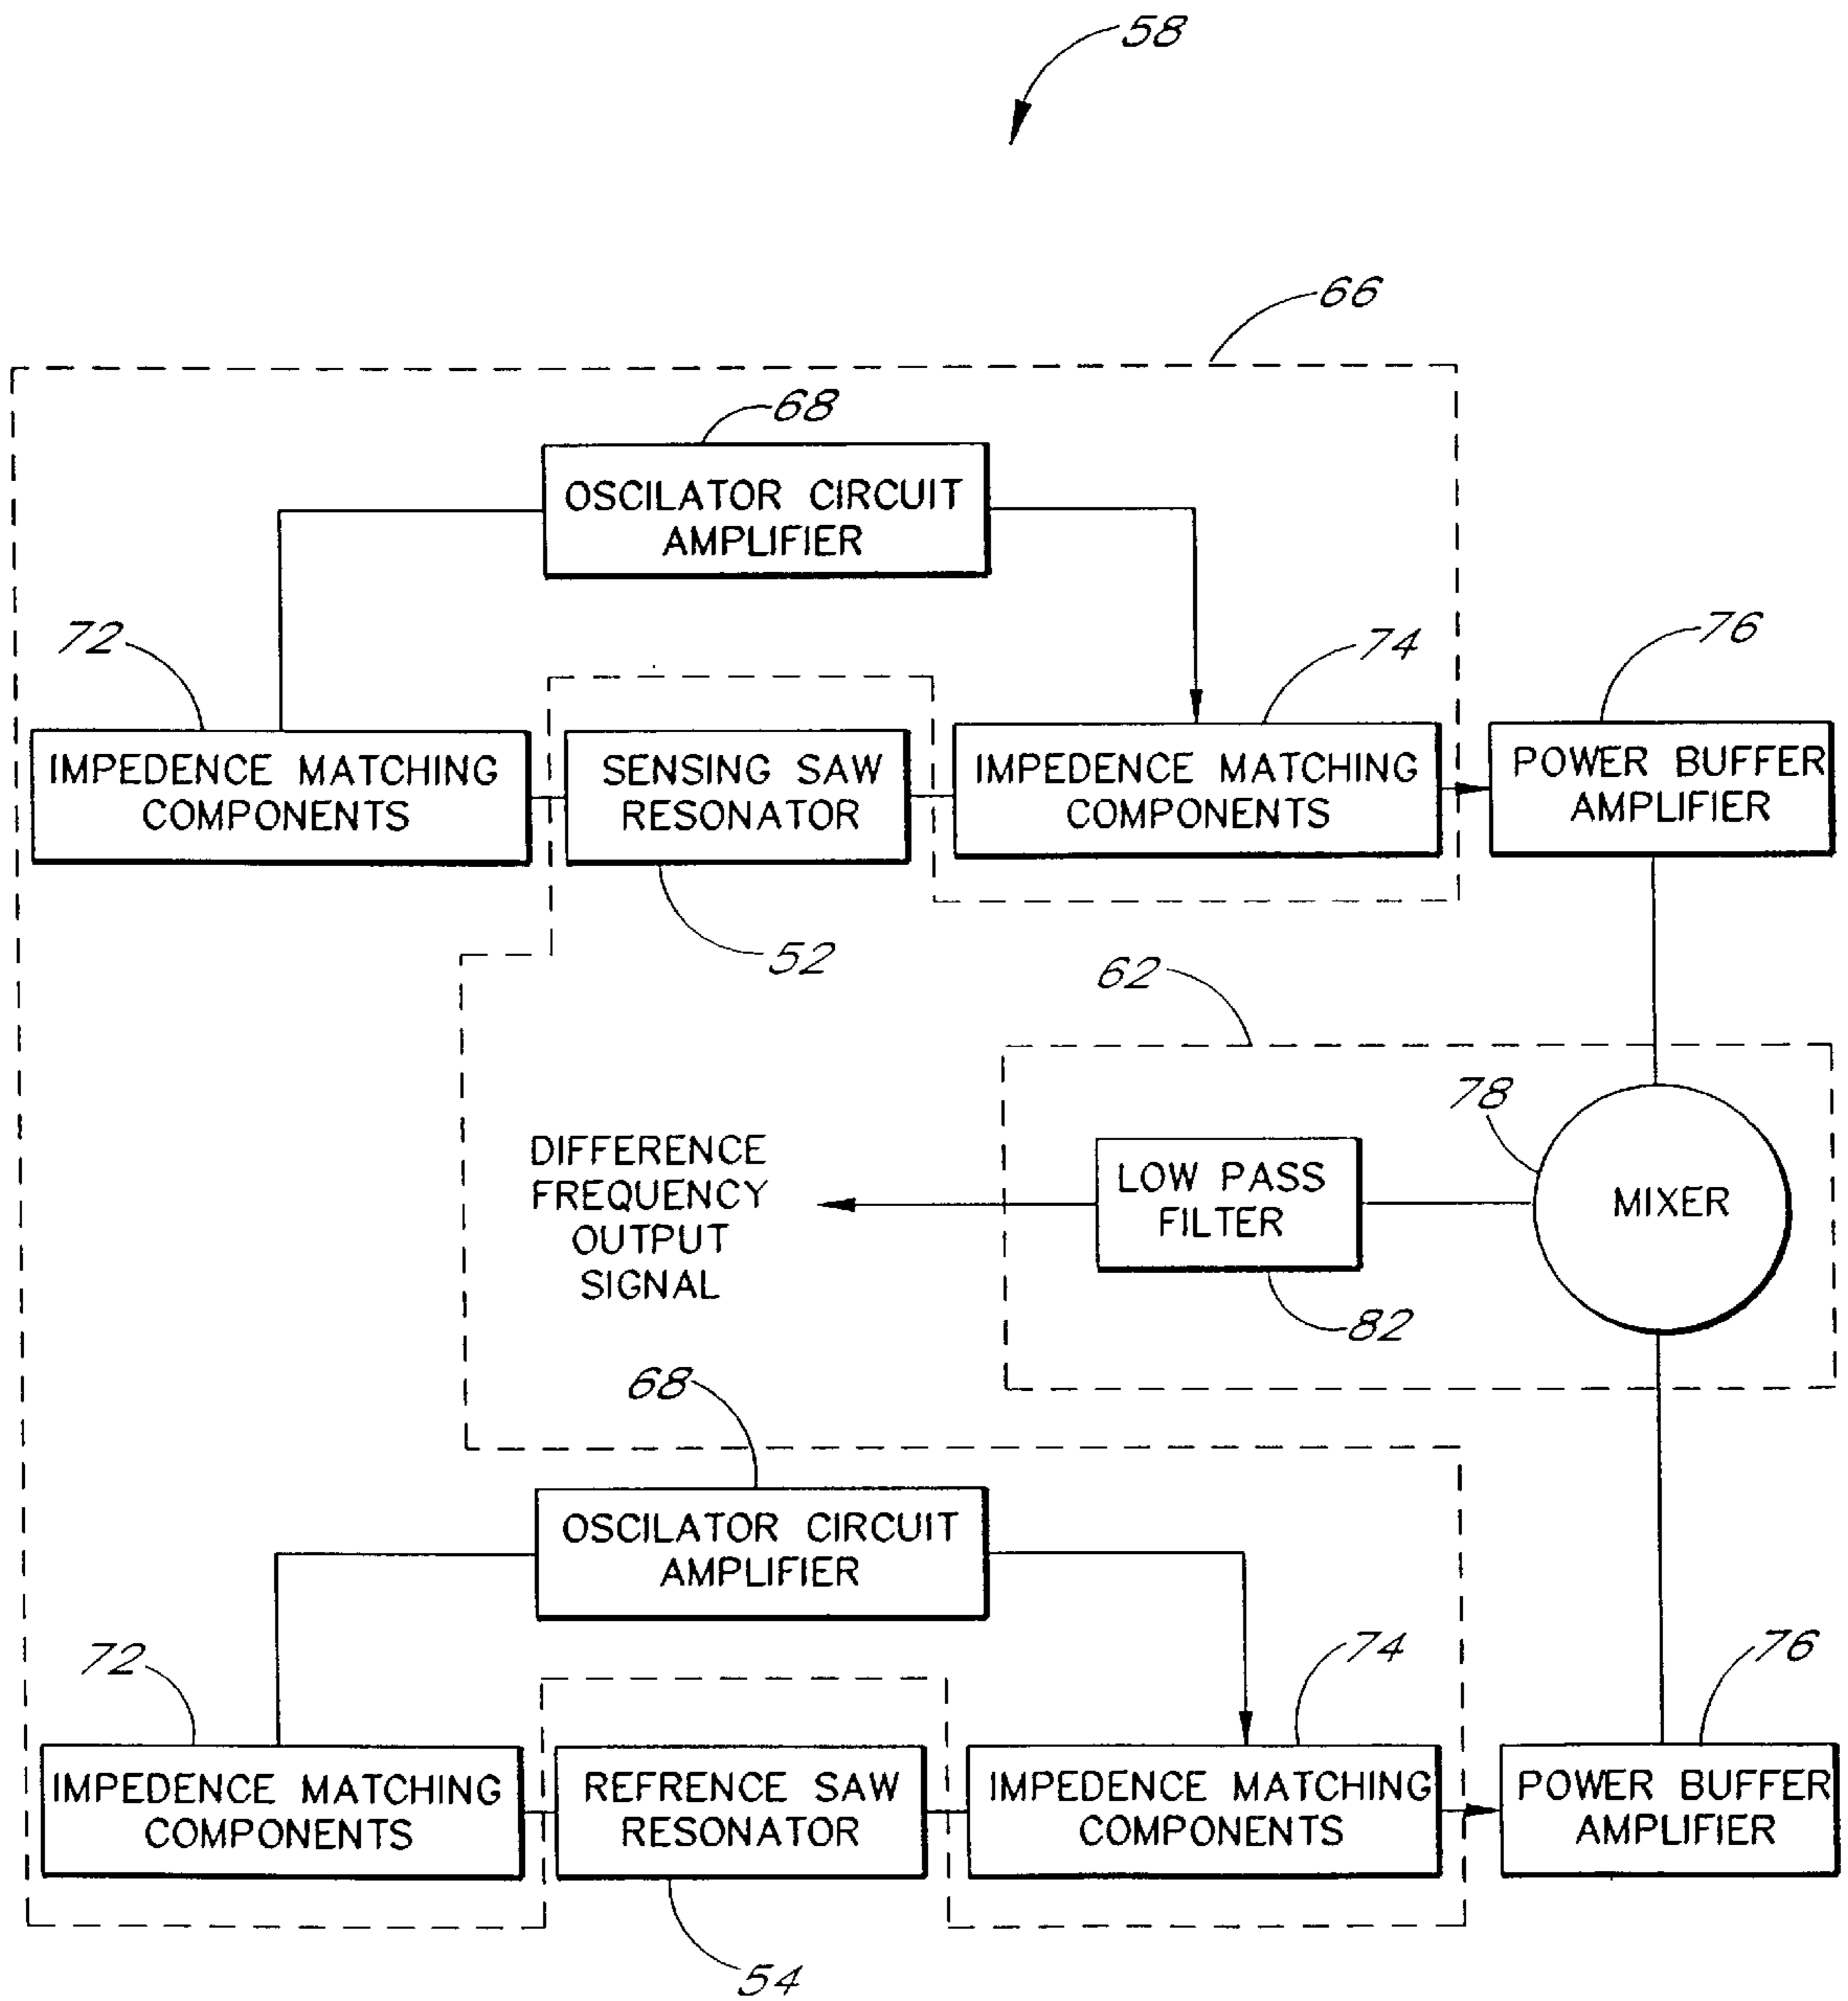 58
66
68
OSCILATOR CIRCUIT
AMPLIFIER
72
74
76
IMPEDENCE MATCHING
COMPONENTS
SENSING SAW
RESONATOR
IMPEDENCE MATCHING
COMPONENTS
POWER BUFFER
AMPLIFIER
52
62
78
DIFFERENCE
FREQUENCY
OUTPUT
SIGNAL
LOW PASS
FILTER
MIXER
82
68
OSCILATOR CIRCUIT
AMPLIFIER
72
74
76
IMPEDENCE MATCHING
COMPONENTS
REFRENCE SAW
RESONATOR
IMPEDENCE MATCHING
COMPONENTS
POWER BUFFER
AMPLIFIER
54